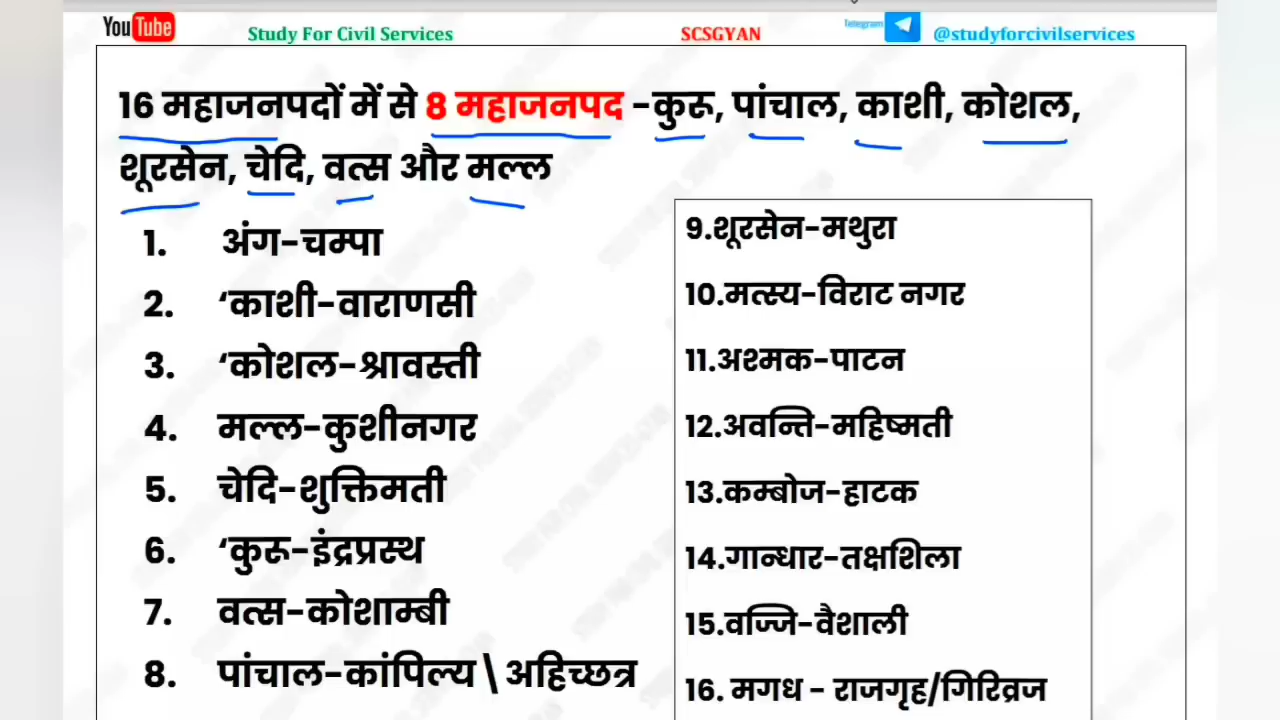 YouTube
Study For Civil Services
SCSGYAN
Telegram
@studyforcivilservices
16 महाजनपदों में से 8 महाजनपद -कुरू, पांचाल, काशी, कोशल,
शूरसेन, चेदि, वत्स और मल्ल
1. अंग-चम्पा
2. ‘काशी-वाराणसी
3. ‘कोशल-श्रावस्ती
4. मल्ल-कुशीनगर
5. चेदि-शुक्तिमती
6. ‘कुरू-इंद्रप्रस्थ
7. वत्स-कोशाम्बी
8. पांचाल-कांपिल्य\अहिच्छत्र
9.शूरसेन-मथुरा
10.मत्स्य-विराट नगर
11.अश्मक-पाटन
12.अवन्ति-महिष्मती
13.कम्बोज-हाटक
14.गान्धार-तक्षशिला
15.वज्जि-वैशाली
16. मगध - राजगृह/गिरिव्रज